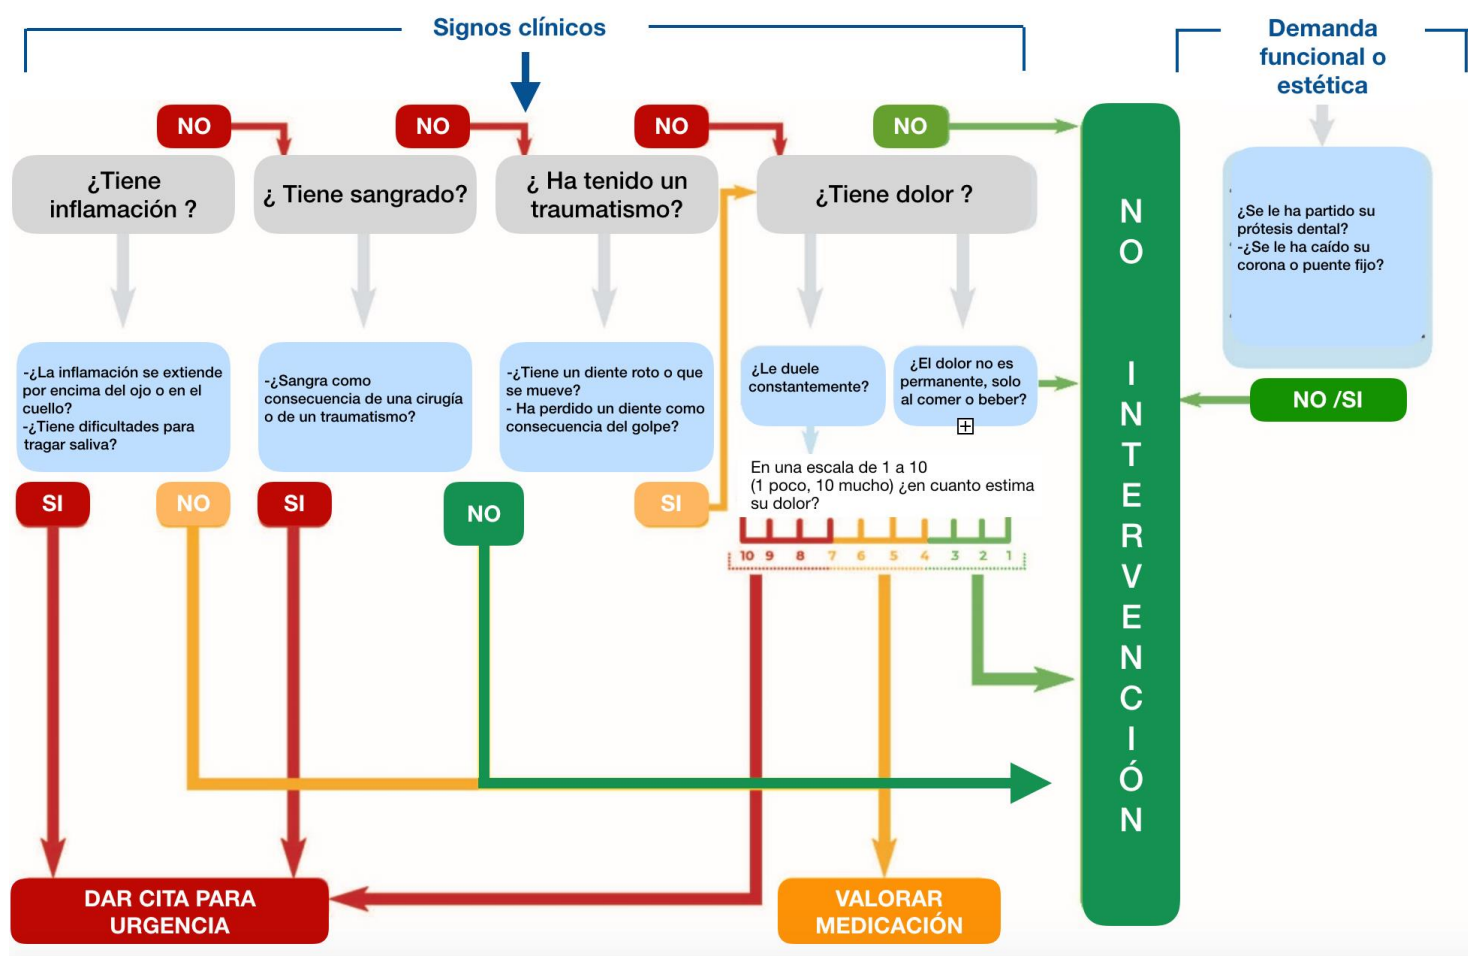 Signos clínicos
Demanda
funcional o
estética
NO
NO
NO
NO
¿Tiene
inflamación ?
¿ Tiene sangrado?
¿ Ha tenido un
traumatismo?
¿Tiene dolor ?
-¿La inflamación se extiende
por encima del ojo o en el
cuello?
-¿Tiene dificultades para
tragar saliva?
-¿Sangra como
consecuencia de una cirugía
o de un traumatismo?
-¿Tiene un diente roto o que
se mueve?
- Ha perdido un diente como
consecuencia del golpe?
¿Le duele
constantemente?
¿El dolor no es
permanente, solo
al comer o beber?
En una escala de 1 a 10
(1 poco, 10 mucho) ¿en cuanto estima
su dolor?
10 9 8 7 6 5 4 3 2 1
SI
NO
SI
NO
SI
DAR CITA PARA
URGENCIA
VALORAR
MEDICACIÓN
NO INTERVENCIÓN
¿Se le ha partido su
prótesis dental?
-¿Se le ha caído su
corona o puente fijo?
NO /SI